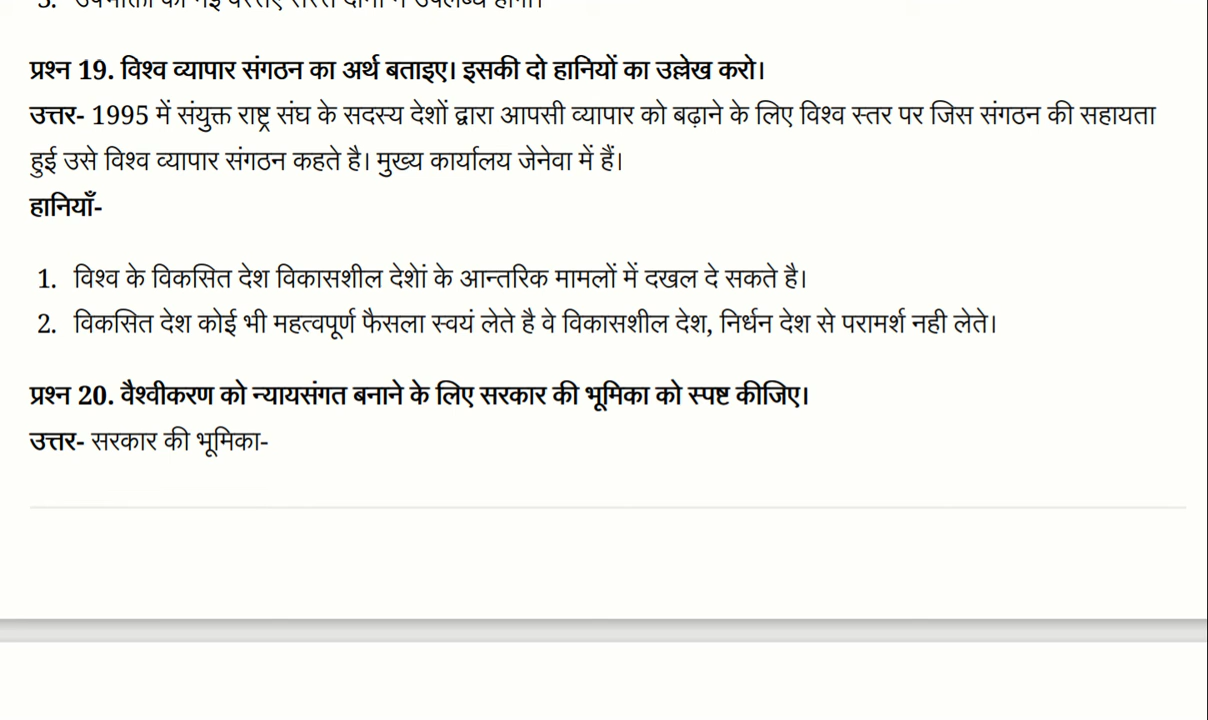 प्रश्न 19. विश्व व्यापार संगठन का अर्थ बताइए। इसकी दो हानियों का उल्लेख करो।
उत्तर- 1995 में संयुक्त राष्ट्र संघ के सदस्य देशों द्वारा आपसी व्यापार को बढ़ाने के लिए विश्व स्तर पर जिस संगठन की सहायता
हुई उसे विश्व व्यापार संगठन कहते है। मुख्य कार्यालय जेनेवा में हैं।
हानियाँ-
1. विश्व के विकसित देश विकासशील देशेां के आन्तरिक मामलों में दखल दे सकते है।
2. विकसित देश कोई भी महत्वपूर्ण फैसला स्वयं लेते है वे विकासशील देश, निर्धन देश से परामर्श नही लेते।
प्रश्न 20. वैश्वीकरण को न्यायसंगत बनाने के लिए सरकार की भूमिका को स्पष्ट कीजिए।
उत्तर- सरकार की भूमिका-